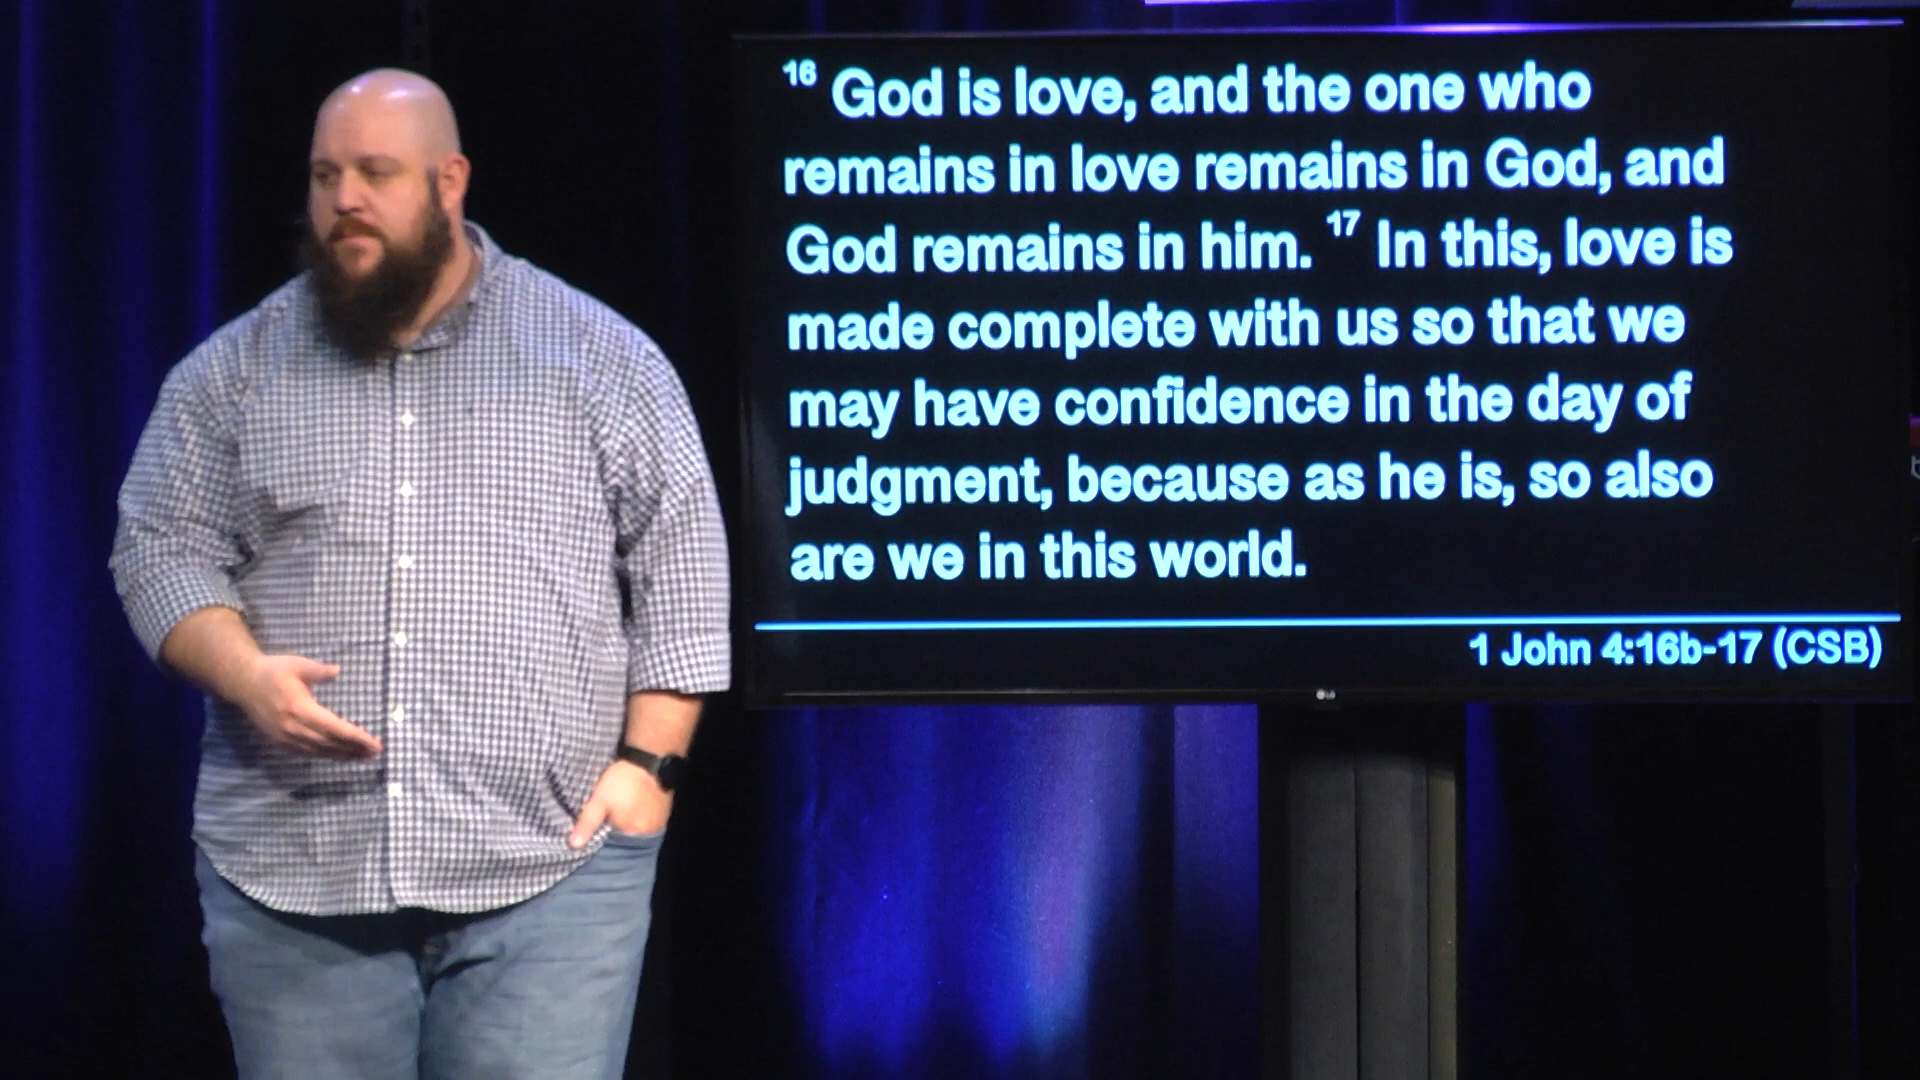 16 God is love, and the one who
remains in love remains in God, and
God remains in him. 17 In this, love is
made complete with us so that we
may have confidence in the day of
judgment, because as he is, so also
are we in this world.
1 John 4:16b-17 (CSB)
LG